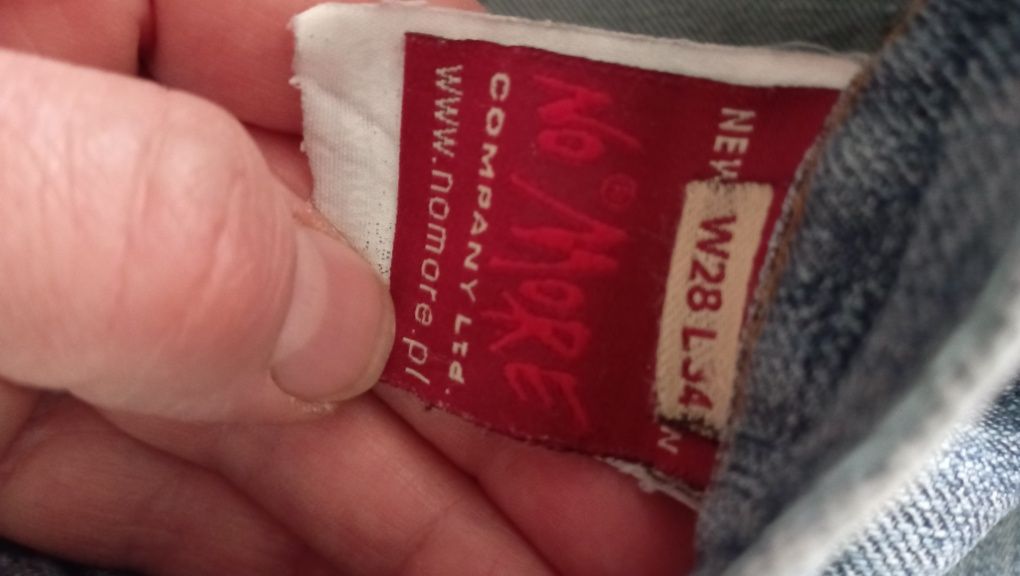 NEW
W28 L34
No More ®
COMPANY Ltd.
www.nomore.pl